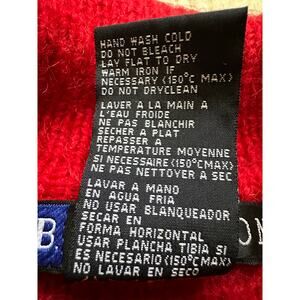 HAND WASH COLD
DO NOT BLEACH
LAY FLAT TO DRY
WARM IRON IF
NECESSARY (150°C MAX)
DO NOT DRYCLEAN
LAVER A LA MAIN A
L'EAU FROIDE
NE PAS BLANCHIR
SECHER A PLAT
REPASSER A
TEMPERATURE MOYENNE
SI NECESSAIRE (150°CMAX)
NE PAS NETTOYER A SEC
LAVAR A MANO
EN AGUA FRIA
NO USAR BLANQUEADOR
SECAR EN
FORMA HORIZONTAL
USAR PLANCHA TIBIA SI
ES NECESARIO (150°C MAX)
NO LAVAR EN SECO
B